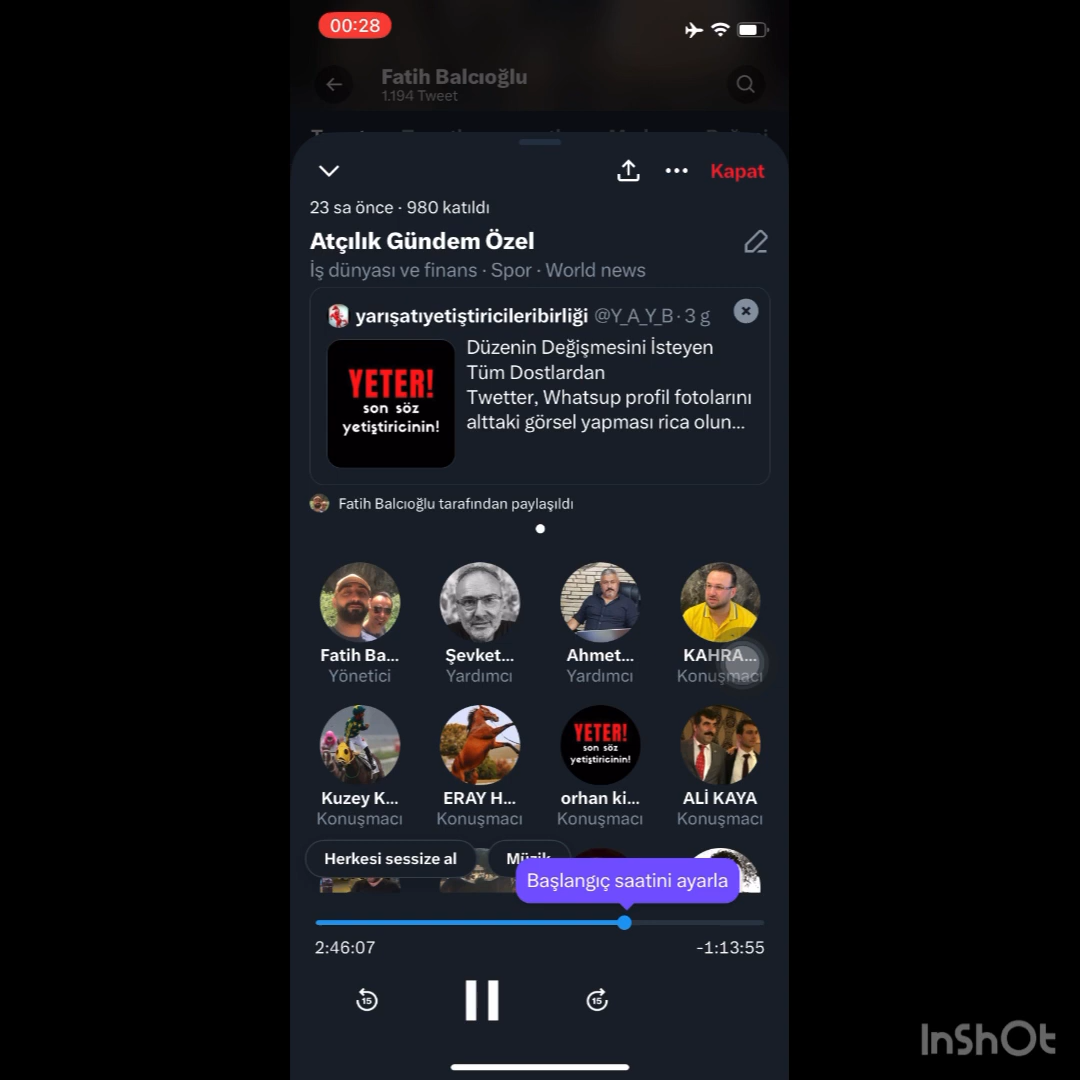 00:28
Fatih Balcıoğlu
1.194 Tweet
Kapat
23 sa önce · 980 katıldı
Atçılık Gündem Özel
İş dünyası ve finans · Spor · World news
yarışatıyetiştiricileribirliği @Y_A_Y_B · 3 g
Düzenin Değişmesini İsteyen
Tüm Dostlardan
Twetter, Whatsup profil fotolarını
alttaki görsel yapması rica olun...
YETER!
son söz
yetiştiricinin!
Fatih Balcıoğlu tarafından paylaşıldı
Fatih Ba... Şevket... Ahmet... KAHRA...
Yönetici Yardımcı Yardımcı Konuşmacı
YETER!
son söz
yetiştiricinin!
Kuzey K... ERAY H... orhan ki... ALİ KAYA
Konuşmacı Konuşmacı Konuşmacı Konuşmacı
Herkesi sessize al Müzik
Başlangıç saatini ayarla
2:46:07 -1:13:55
15 15
InShOt